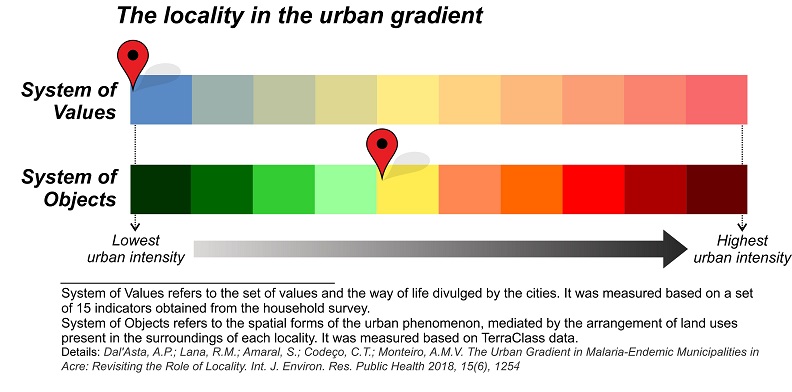 The locality in the urban gradient
System of
Values
System of
Objects
Lowest
urban intensity
Highest
urban intensity
System of Values refers to the set of values and the way of life divulged by the cities. It was measured based on a set
of 15 indicators obtained from the household survey.
System of Objects refers to the spatial forms of the urban phenomenon, mediated by the arrangement of land uses
present in the surroundings of each locality. It was measured based on TerraClass data.
Details: Dal'Asta, A.P.; Lana, R.M.; Amaral, S.; Codeço, C.T.; Monteiro, A.M.V. The Urban Gradient in Malaria-Endemic Municipalities in
Acre: Revisiting the Role of Locality. Int. J. Environ. Res. Public Health 2018, 15(6), 1254